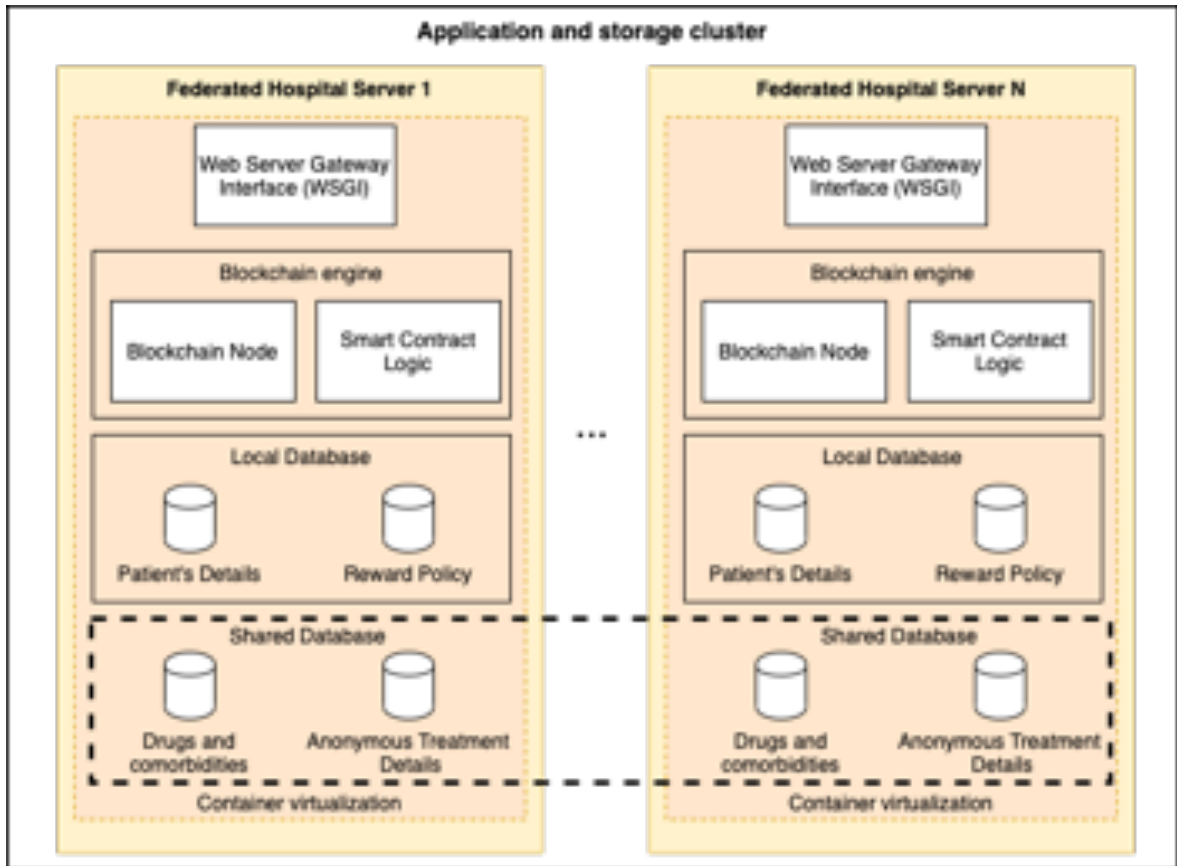 Application and storage cluster
Federated Hospital Server 1
Web Server Gateway
Interface (WSGI)
Blockchain engine
Blockchain Node
Smart Contract
Logic
Local Database
Patient's Details
Reward Policy
Shared Database
Drugs and
comorbidities
Anonymous Treatment
Details
Container virtualization
...
Federated Hospital Server N
Web Server Gateway
Interface (WSGI)
Blockchain engine
Blockchain Node
Smart Contract
Logic
Local Database
Patient's Details
Reward Policy
Shared Database
Drugs and
comorbidities
Anonymous Treatment
Details
Container virtualization